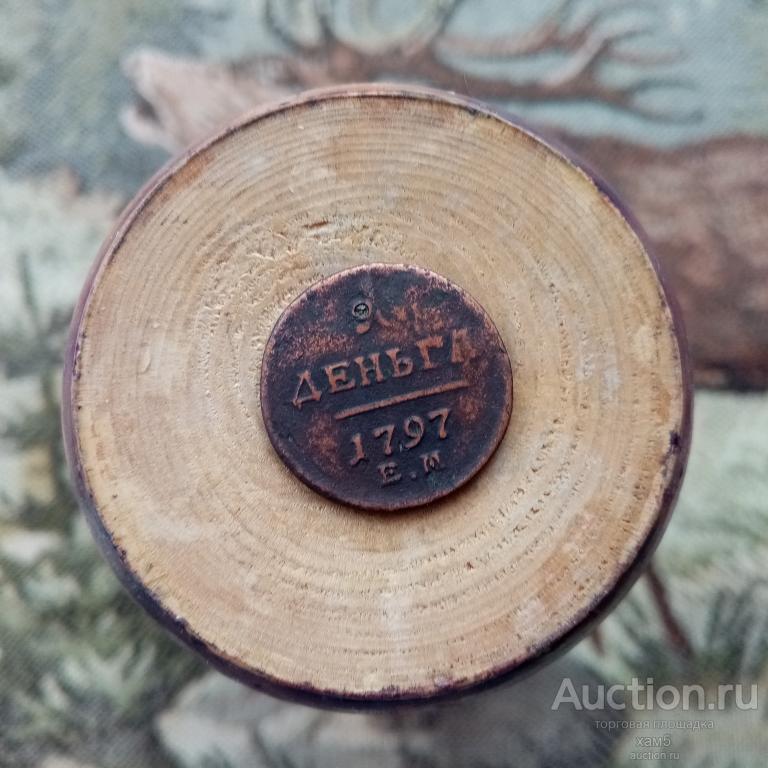 ДЕНЬГА
1797
Е.М
Auction.ru
торговая площадка
хам5
auction.ru